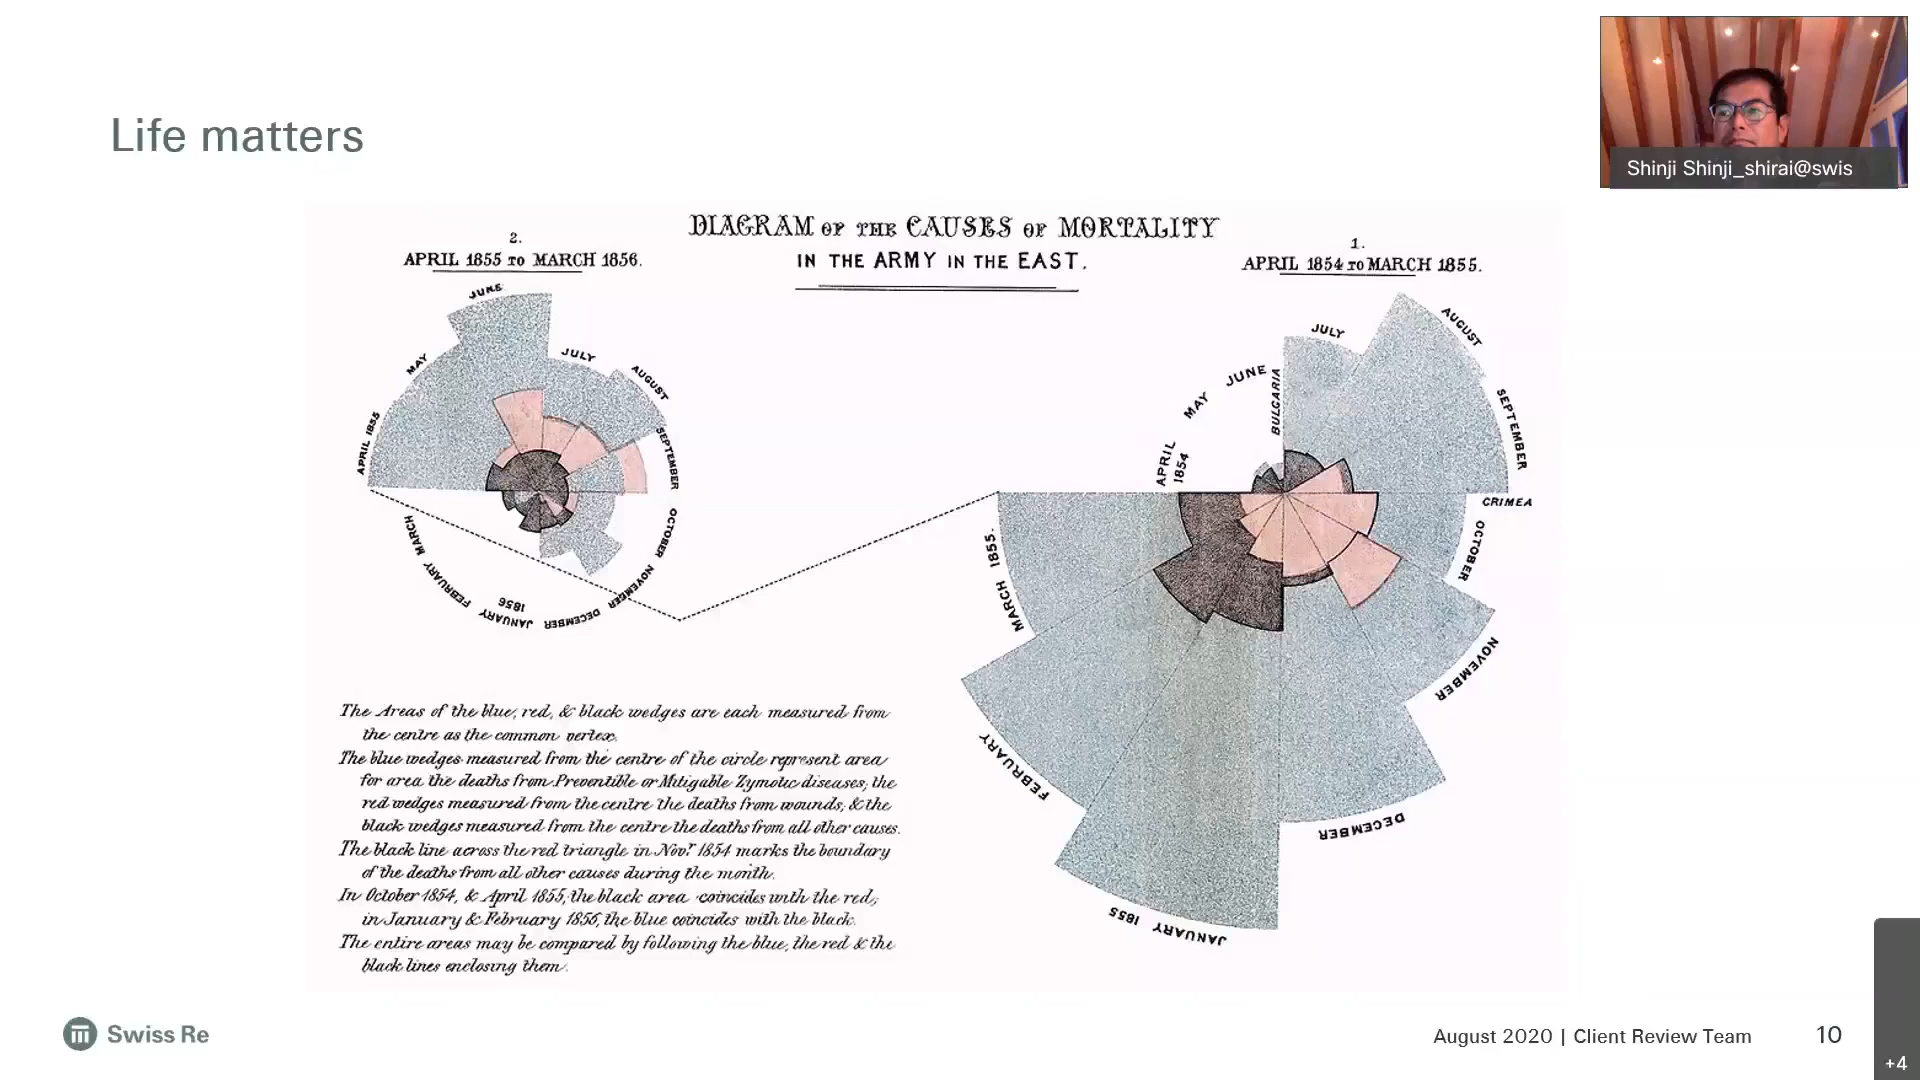 Life matters
Shinji Shinji_shirai@swis
DIAGRAM OF THE CAUSES OF MORTALITY
IN THE ARMY IN THE EAST.
2.
APRIL 1855 TO MARCH 1856.
1.
APRIL 1854 TO MARCH 1855.
APRIL 1855
MAY
JUNE
JULY
AUGUST
SEPTEMBER
OCTOBER
NOVEMBER
DECEMBER
JANUARY 1856
FEBRUARY
MARCH
APRIL 1854
MAY
JUNE
BULGARIA
JULY
AUGUST
SEPTEMBER
CRIMEA
OCTOBER
NOVEMBER
DECEMBER
JANUARY 1855
FEBRUARY
MARCH 1855.
The Areas of the blue, red, & black wedges are each measured from
the centre as the common vertex.
The blue wedges measured from the centre of the circle represent area
for area the deaths from Preventible or Mitigable Zymotic diseases; the
red wedges measured from the centre the deaths from wounds; & the
black wedges measured from the centre the deaths from all other causes.
The black line across the red triangle in Novr. 1854 marks the boundary
of the deaths from all other causes during the month.
In October 1854, & April 1855, the black area coincides with the red;
in January & February 1856, the blue coincides with the black.
The entire areas may be compared by following the blue, the red & the
black lines enclosing them.
Swiss Re
August 2020 | Client Review Team
10
+4